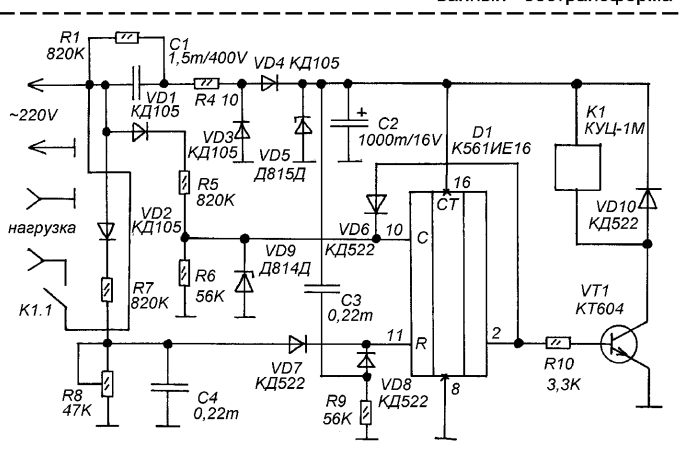 R1
820K
C1
1,5m/400V
VD4 КД105
~220V
VD1
КД105
R4 10
VD3
КД105
VD5
Д815Д
+
C2
1000m/16V
D1
К561ИЕ16
K1
КУЦ-1М
R5
820K
16
CT
VD10
КД522
нагрузка
VD2
КД105
VD9
Д814Д
VD6
КД522
10
C
R6
56K
R7
820K
K1.1
C3
0,22m
VT1
KT604
11
R
2
R8
47K
C4
0,22m
VD7
КД522
VD8
КД522
R9
56K
8
R10
3,3K